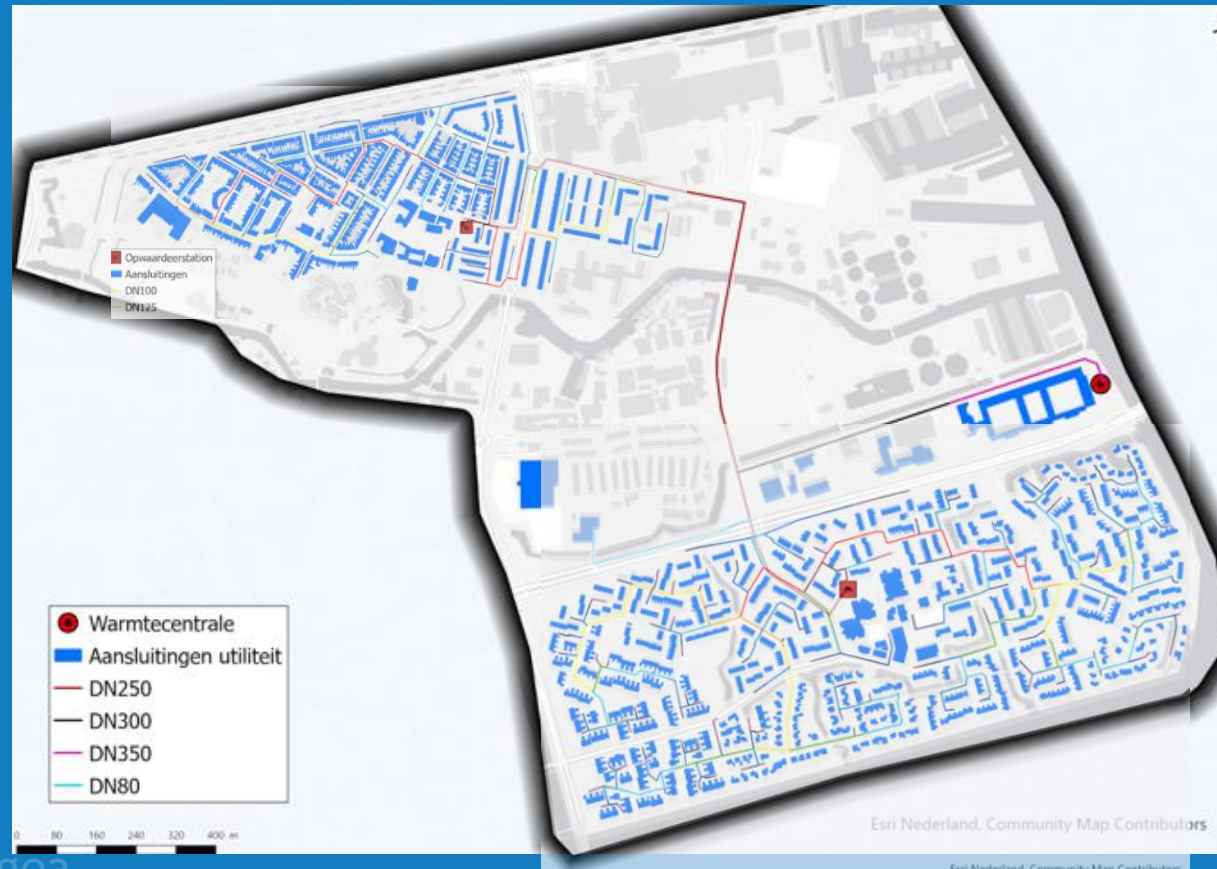 Opwaardeerstation
Aansluitingen
DN100
DN125
Warmtecentrale
Aansluitingen utiliteit
DN250
DN300
DN350
DN80
0 80 160 240 320 400 m
Esri Nederland, Community Map Contributors
Esri Nederland, Community Map Contributors